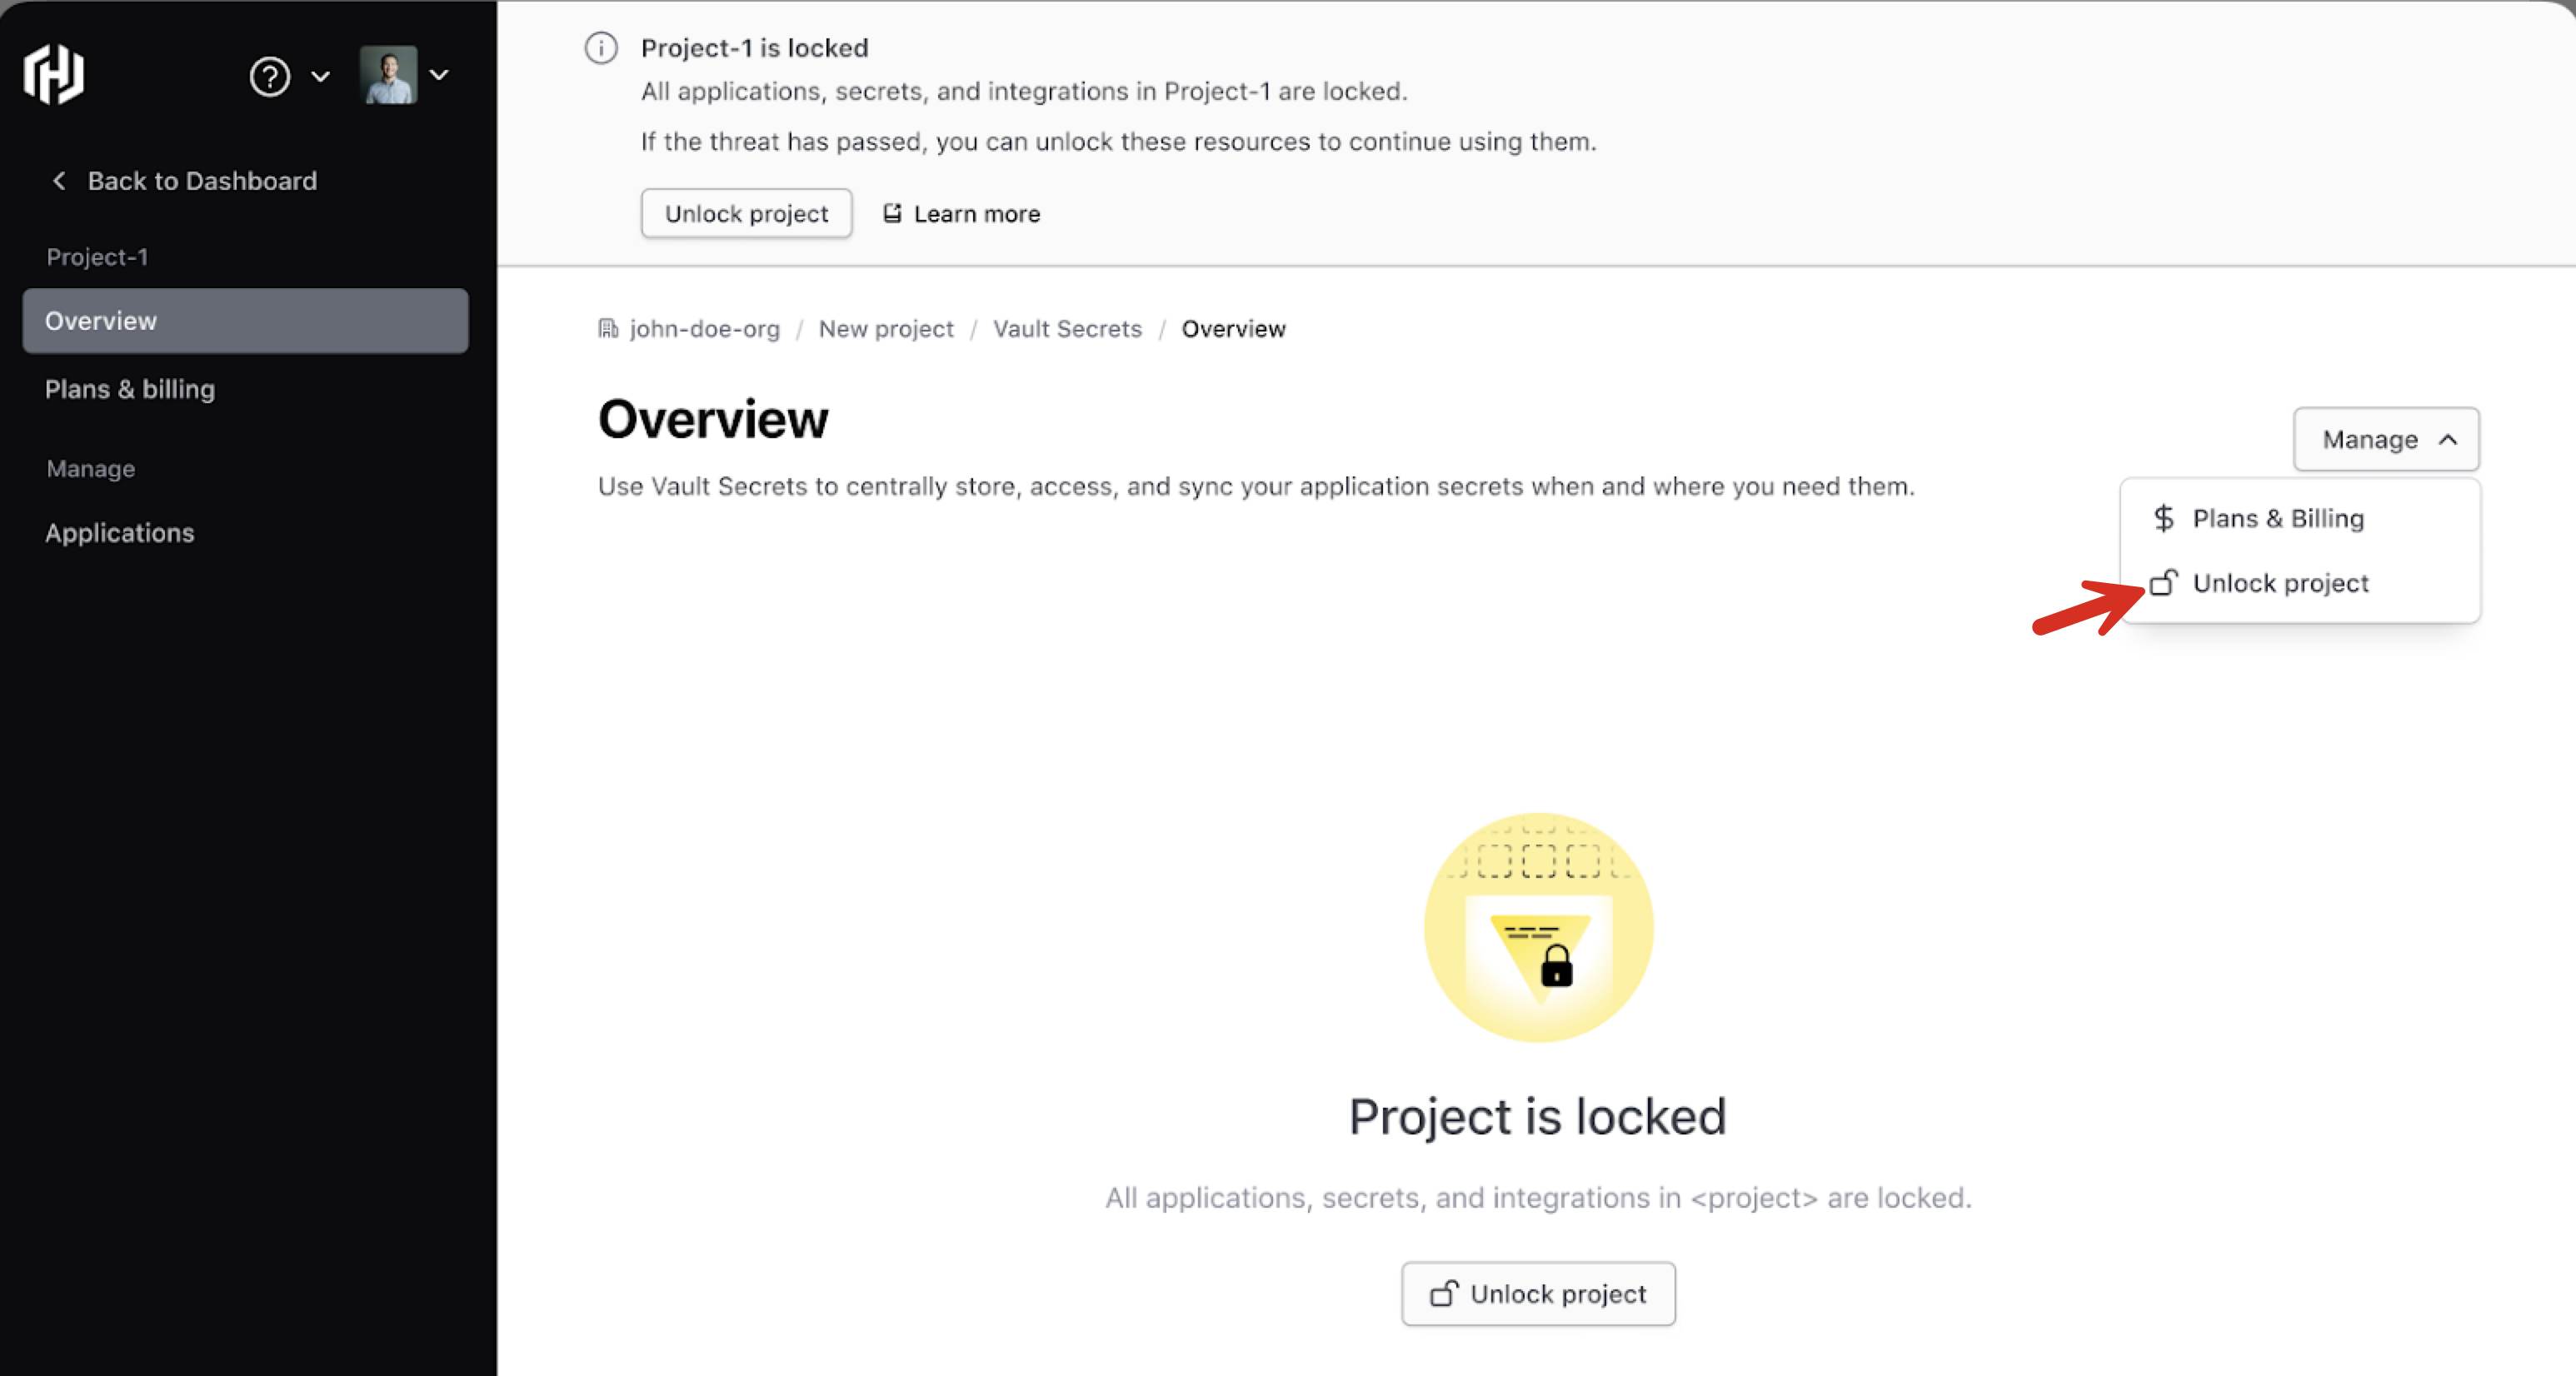 Project-1 is locked
All applications, secrets, and integrations in Project-1 are locked.
If the threat has passed, you can unlock these resources to continue using them.
Unlock project
Learn more
Back to Dashboard
Project-1
Overview
Plans & billing
Manage
Applications
john-doe-org / New project / Vault Secrets / Overview
Overview
Use Vault Secrets to centrally store, access, and sync your application secrets when and where you need them.
Manage
$ Plans & Billing
Unlock project
Project is locked
All applications, secrets, and integrations in <project> are locked.
Unlock project